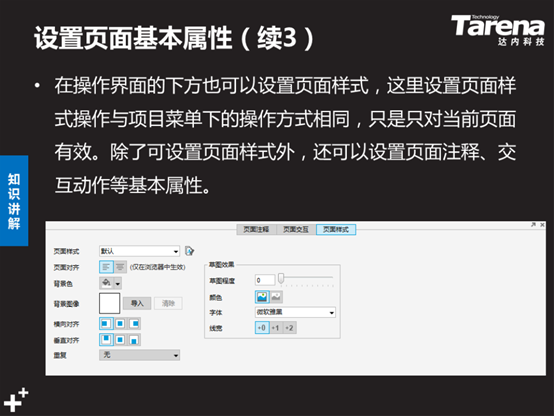 设置页面基本属性（续3）
Technology
Tarena
达内科技
• 在操作界面的下方也可以设置页面样式，这里设置页面样
式操作与项目菜单下的操作方式相同，只是只对当前页面
有效。除了可设置页面样式外，还可以设置页面注释、交
互动作等基本属性。
知识讲解
页面注释 页面交互 页面样式
页面样式 默认
页面对齐 (仅在浏览器中生效)
背景色
背景图像 导入 清除
横向对齐
垂直对齐
重复 无
草图效果
草图程度 0
颜色
字体 微软雅黑
线宽 +0 +1 +2